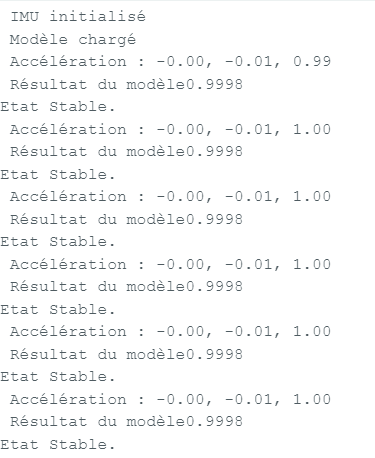 IMU initialisé
Modèle chargé
Accélération : -0.00, -0.01, 0.99
Résultat du modèle0.9998
Etat Stable.
Accélération : -0.00, -0.01, 1.00
Résultat du modèle0.9998
Etat Stable.
Accélération : -0.00, -0.01, 1.00
Résultat du modèle0.9998
Etat Stable.
Accélération : -0.00, -0.01, 1.00
Résultat du modèle0.9998
Etat Stable.
Accélération : -0.00, -0.01, 1.00
Résultat du modèle0.9998
Etat Stable.
Accélération : -0.00, -0.01, 1.00
Résultat du modèle0.9998
Etat Stable.